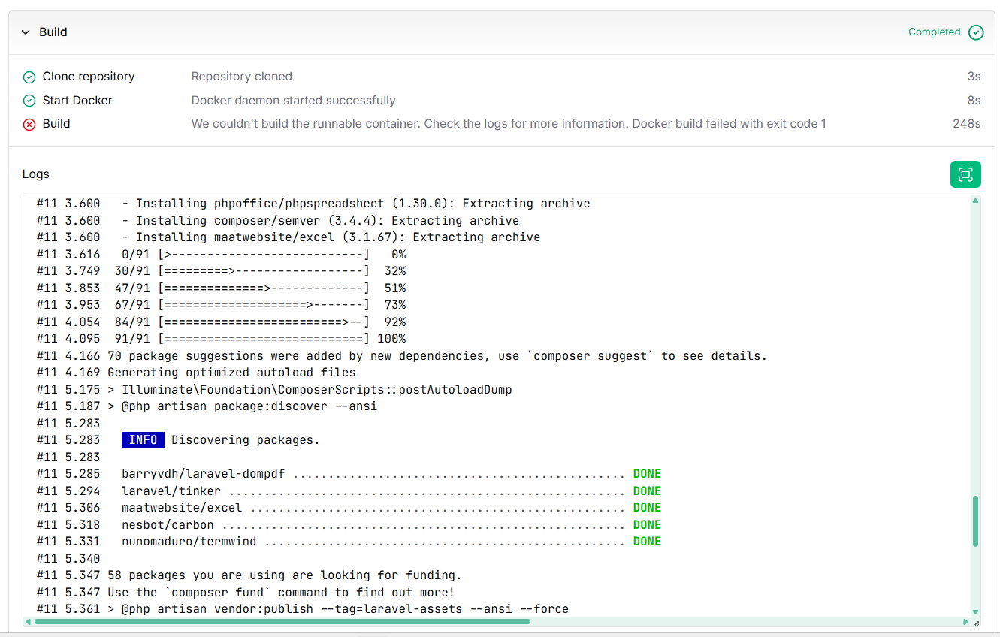 Build
Completed
Clone repository Repository cloned 3s
Start Docker Docker daemon started successfully 8s
Build We couldn't build the runnable container. Check the logs for more information. Docker build failed with exit code 1 248s
Logs
#11 3.600   - Installing phpoffice/phpspreadsheet (1.30.0): Extracting archive
#11 3.600   - Installing composer/semver (3.4.4): Extracting archive
#11 3.600   - Installing maatwebsite/excel (3.1.67): Extracting archive
#11 3.616   0/91 [>---------------------------]   0%
#11 3.749  30/91 [=========>------------------]  32%
#11 3.853  47/91 [==============>-------------]  51%
#11 3.953  67/91 [====================>-------]  73%
#11 4.054  84/91 [=========================>--]  92%
#11 4.095  91/91 [============================] 100%
#11 4.166 70 package suggestions were added by new dependencies, use `composer suggest` to see details.
#11 4.169 Generating optimized autoload files
#11 5.175 > Illuminate\Foundation\ComposerScripts::postAutoloadDump
#11 5.187 > @php artisan package:discover --ansi
#11 5.283
#11 5.283   INFO  Discovering packages.
#11 5.283
#11 5.285   barryvdh/laravel-dompdf ............................................... DONE
#11 5.294   laravel/tinker ........................................................ DONE
#11 5.306   maatwebsite/excel ..................................................... DONE
#11 5.318   nesbot/carbon ......................................................... DONE
#11 5.331   nunomaduro/termwind ................................................... DONE
#11 5.340
#11 5.347 58 packages you are using are looking for funding.
#11 5.347 Use the `composer fund` command to find out more!
#11 5.361 > @php artisan vendor:publish --tag=laravel-assets --ansi --force